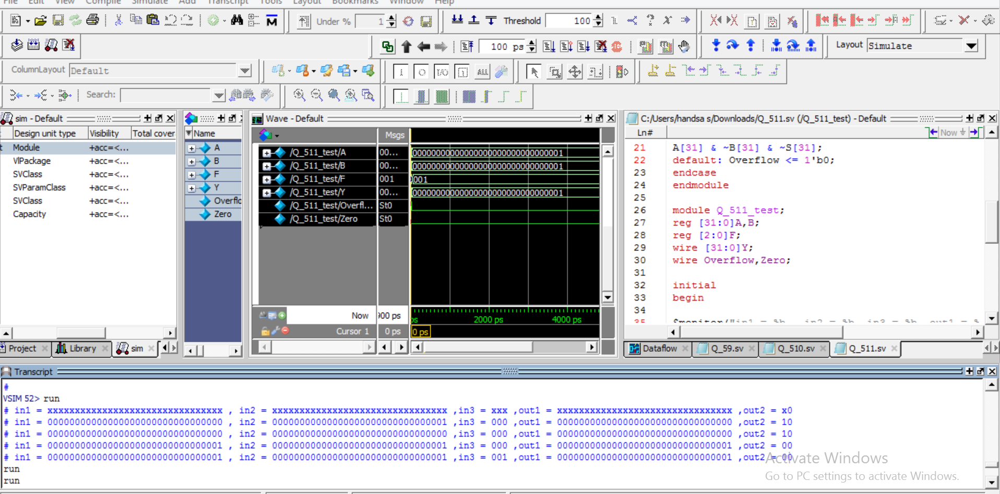 File Edit View Compile Simulate Add Transcript Tools Layout Bookmarks Window Help
Under % 1 Threshold 100
100 ps Layout Simulate
ColumnLayout Default I/O ALL
Search:
sim - Default
Design unit type Visibility Total cover
Module +acc=<...
VlPackage +acc=<...
SVClass +acc=<...
SVParamClass +acc=<...
SVClass +acc=<...
Capacity +acc=<...
Project Library sim
Name
A
B
F
Y
Overflo
Zero
Wave - Default
Msgs
/Q_511_test/A 00... 00000000000000000000000000000001
/Q_511_test/B 00... 00000000000000000000000000000001
/Q_511_test/F 001 001
/Q_511_test/Y 00... 00000000000000000000000000000001
/Q_511_test/Overfl... St0
/Q_511_test/Zero St0
Now 900 ps ps 2000 ps 4000 ps
Cursor 1 0 ps 0 ps
C:/Users/handsa s/Downloads/Q_511.sv (/Q_511_test) - Default
Ln# Now
21 A[31] & ~B[31] & ~S[31];
22 default: Overflow <= 1'b0;
23 endcase
24 endmodule
25
26 module Q_511_test;
27 reg [31:0]A,B;
28 reg [2:0]F;
29 wire [31:0]Y;
30 wire Overflow,Zero;
31
32 initial
33 begin
34
35 $monitor("in1 = %b , in2 = %b, in3 = %b, out1 = %
Dataflow Q_59.sv Q_510.sv Q_511.sv
Transcript
#
VSIM 52> run
# in1 = xxxxxxxxxxxxxxxxxxxxxxxxxxxxxxxx , in2 = xxxxxxxxxxxxxxxxxxxxxxxxxxxxxxxx ,in3 = xxx ,out1 = xxxxxxxxxxxxxxxxxxxxxxxxxxxxxxxx ,out2 = x0
# in1 = 00000000000000000000000000000000 , in2 = 00000000000000000000000000000001 ,in3 = 000 ,out1 = 00000000000000000000000000000000 ,out2 = 10
# in1 = 00000000000000000000000000000000 , in2 = 00000000000000000000000000000000 ,in3 = 000 ,out1 = 00000000000000000000000000000000 ,out2 = 10
# in1 = 00000000000000000000000000000001 , in2 = 00000000000000000000000000000001 ,in3 = 000 ,out1 = 00000000000000000000000000000001 ,out2 = 00
# in1 = 00000000000000000000000000000001 , in2 = 00000000000000000000000000000001 ,in3 = 001 ,out1 = 00000000000000000000000000000001 ,out2 = 00
run
run
Activate Windows
Go to PC settings to activate Windows.